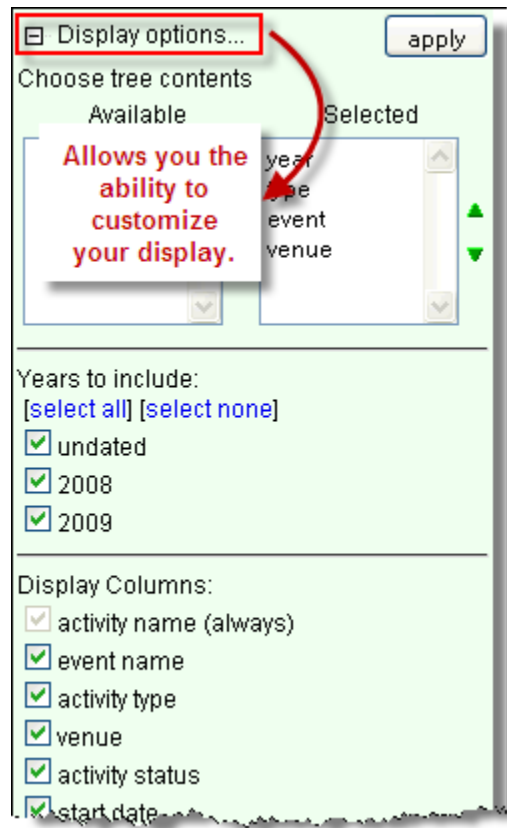 Display options...
apply
Choose tree contents
Available
Selected
Allows you the
ability to
customize
your display.
year
type
event
venue
Years to include:
[select all] [select none]
undated
2008
2009
Display Columns:
activity name (always)
event name
activity type
venue
activity status
start date